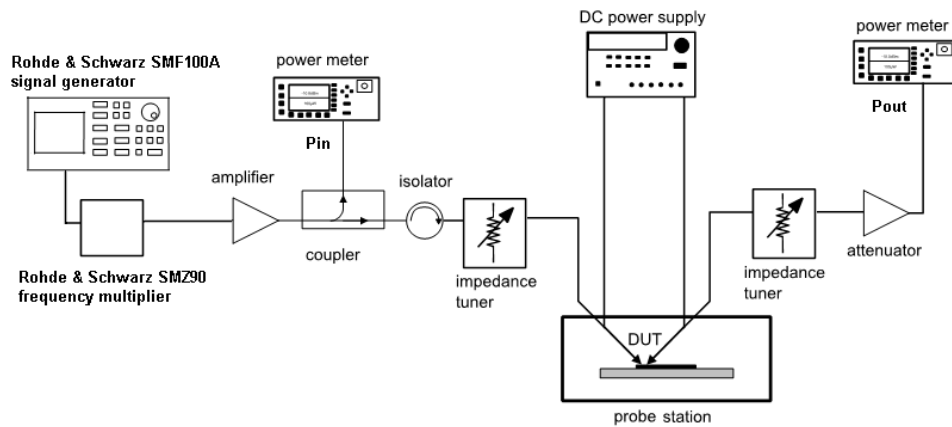 DC power supply
power meter
Rohde & Schwarz SMF100A
signal generator
power meter
Pin
Pout
amplifier
isolator
coupler
attenuator
impedance
tuner
impedance
tuner
Rohde & Schwarz SMZ90
frequency multiplier
DUT
probe station